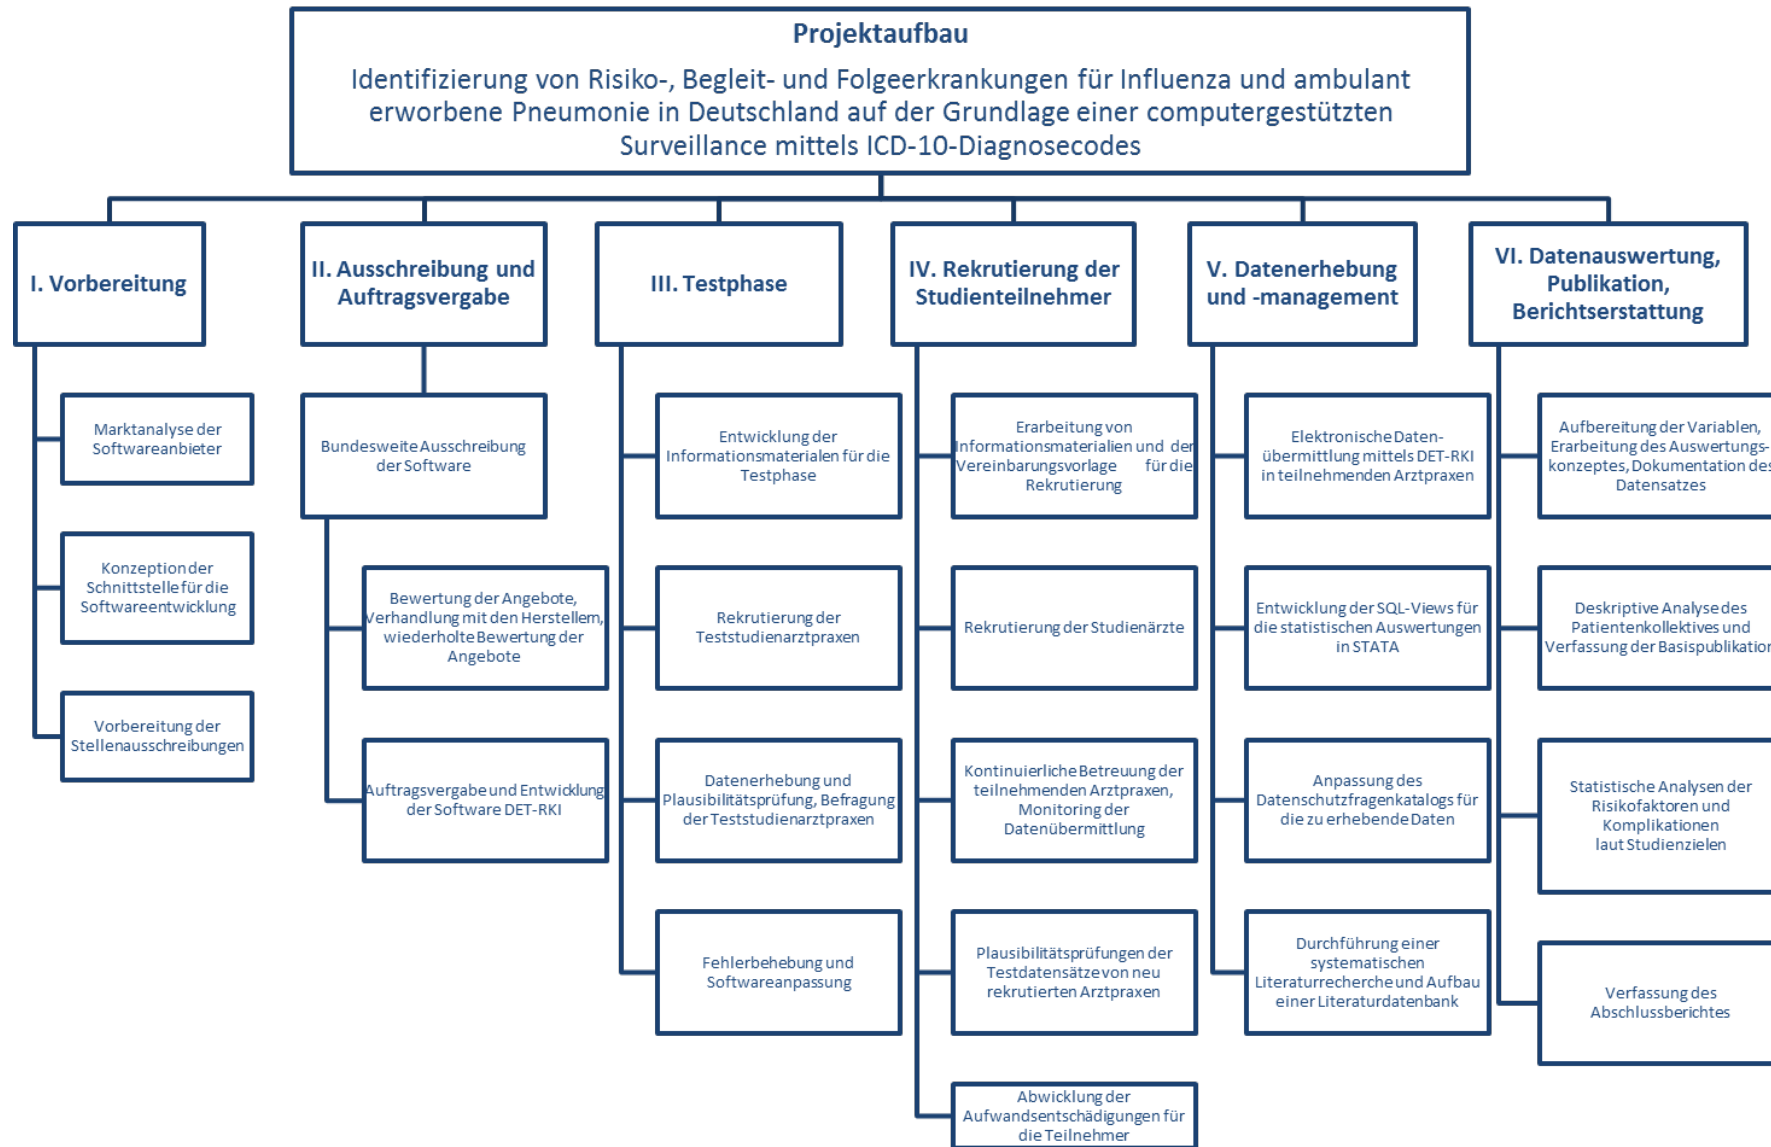 Projektaufbau
Identifizierung von Risiko-, Begleit- und Folgeerkrankungen für Influenza und ambulant
erworbene Pneumonie in Deutschland auf der Grundlage einer computergestützten
Surveillance mittels ICD-10-Diagnosecodes
I. Vorbereitung
Marktanalyse der
Softwareanbieter
Konzeption der
Schnittstelle für die
Softwareentwicklung
Vorbereitung der
Stellenausschreibungen
II. Ausschreibung und
Auftragsvergabe
Bundesweite Ausschreibung
der Software
Bewertung der Angebote,
Verhandlung mit den Herstellern,
wiederholte Bewertung der
Angebote
Auftragsvergabe und Entwicklung
der Software DET-RKI
III. Testphase
Entwicklung der
Informationsmaterialen für die
Testphase
Rekrutierung der
Teststudienarztpraxen
Datenerhebung und
Plausibilitätsprüfung, Befragung
der Teststudienarztpraxen
Fehlerbehebung und
Softwareanpassung
IV. Rekrutierung der
Studienteilnehmer
Erarbeitung von
Informationsmaterialien und der
Vereinbarungsvorlage für die
Rekrutierung
Rekrutierung der Studienärzte
Kontinuierliche Betreuung der
teilnehmenden Arztpraxen,
Monitoring der
Datenübermittlung
Plausibilitätsprüfungen der
Testdatensätze von neu
rekrutierten Arztpraxen
Abwicklung der
Aufwandsentschädigungen für
die Teilnehmer
V. Datenerhebung
und -management
Elektronische Daten-
übermittlung mittels DET-RKI
in teilnehmenden Arztpraxen
Entwicklung der SQL-Views für
die statistischen Auswertungen
in STATA
Anpassung des
Datenschutzfragenkatalogs für
die zu erhebende Daten
Durchführung einer
systematischen
Literaturrecherche und Aufbau
einer Literaturdatenbank
VI. Datenauswertung,
Publikation,
Berichtserstattung
Aufbereitung der Variablen,
Erarbeitung des Auswertungs-
konzeptes, Dokumentation des
Datensatzes
Deskriptive Analyse des
Patientenkollektives und
Verfassung der Basispublikation
Statistische Analysen der
Risikofaktoren und
Komplikationen
laut Studienzielen
Verfassung des
Abschlussberichtes